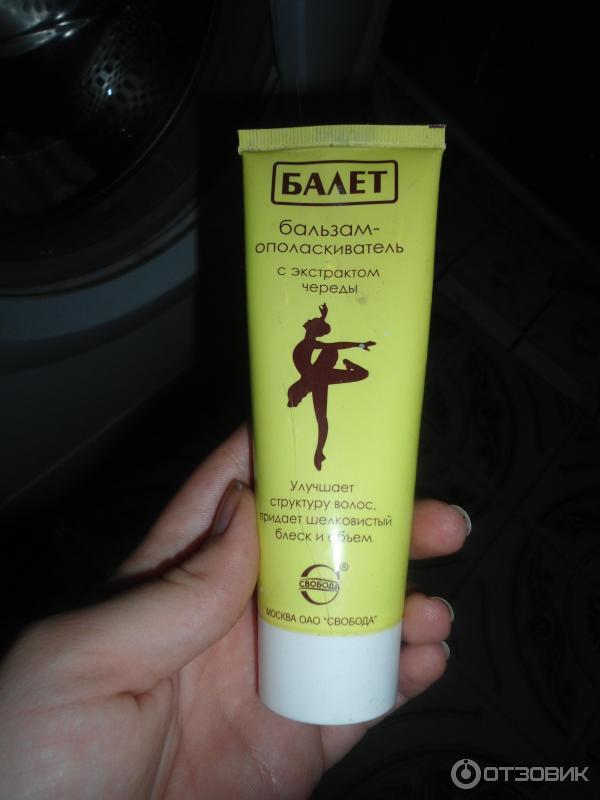 БАЛЕТ
бальзам-
ополаскиватель
с экстрактом
череды
Улучшает
структуру волос,
придает шелковистый
блеск и объем
СВОБОДА ®
МОСКВА ОАО "СВОБОДА"
ОТЗОВИК